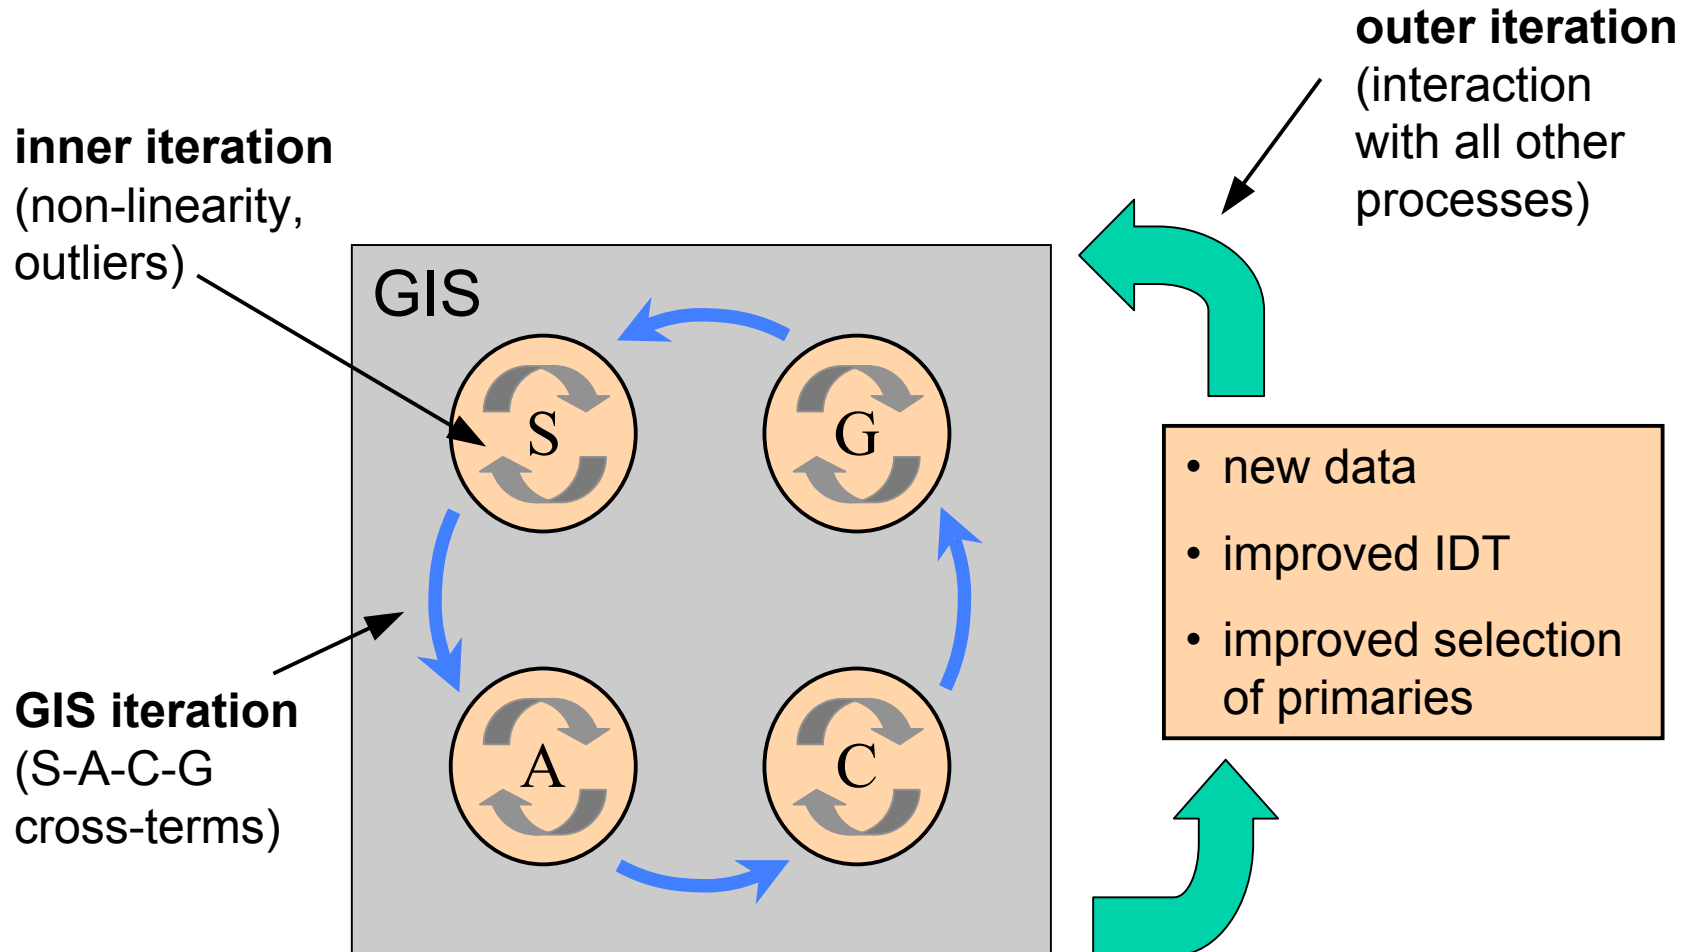 outer iteration
(interaction
with all other
processes)
inner iteration
(non-linearity,
outliers)
GIS
S
G
• new data
• improved IDT
• improved selection
of primaries
GIS iteration
(S-A-C-G
cross-terms)
A
C